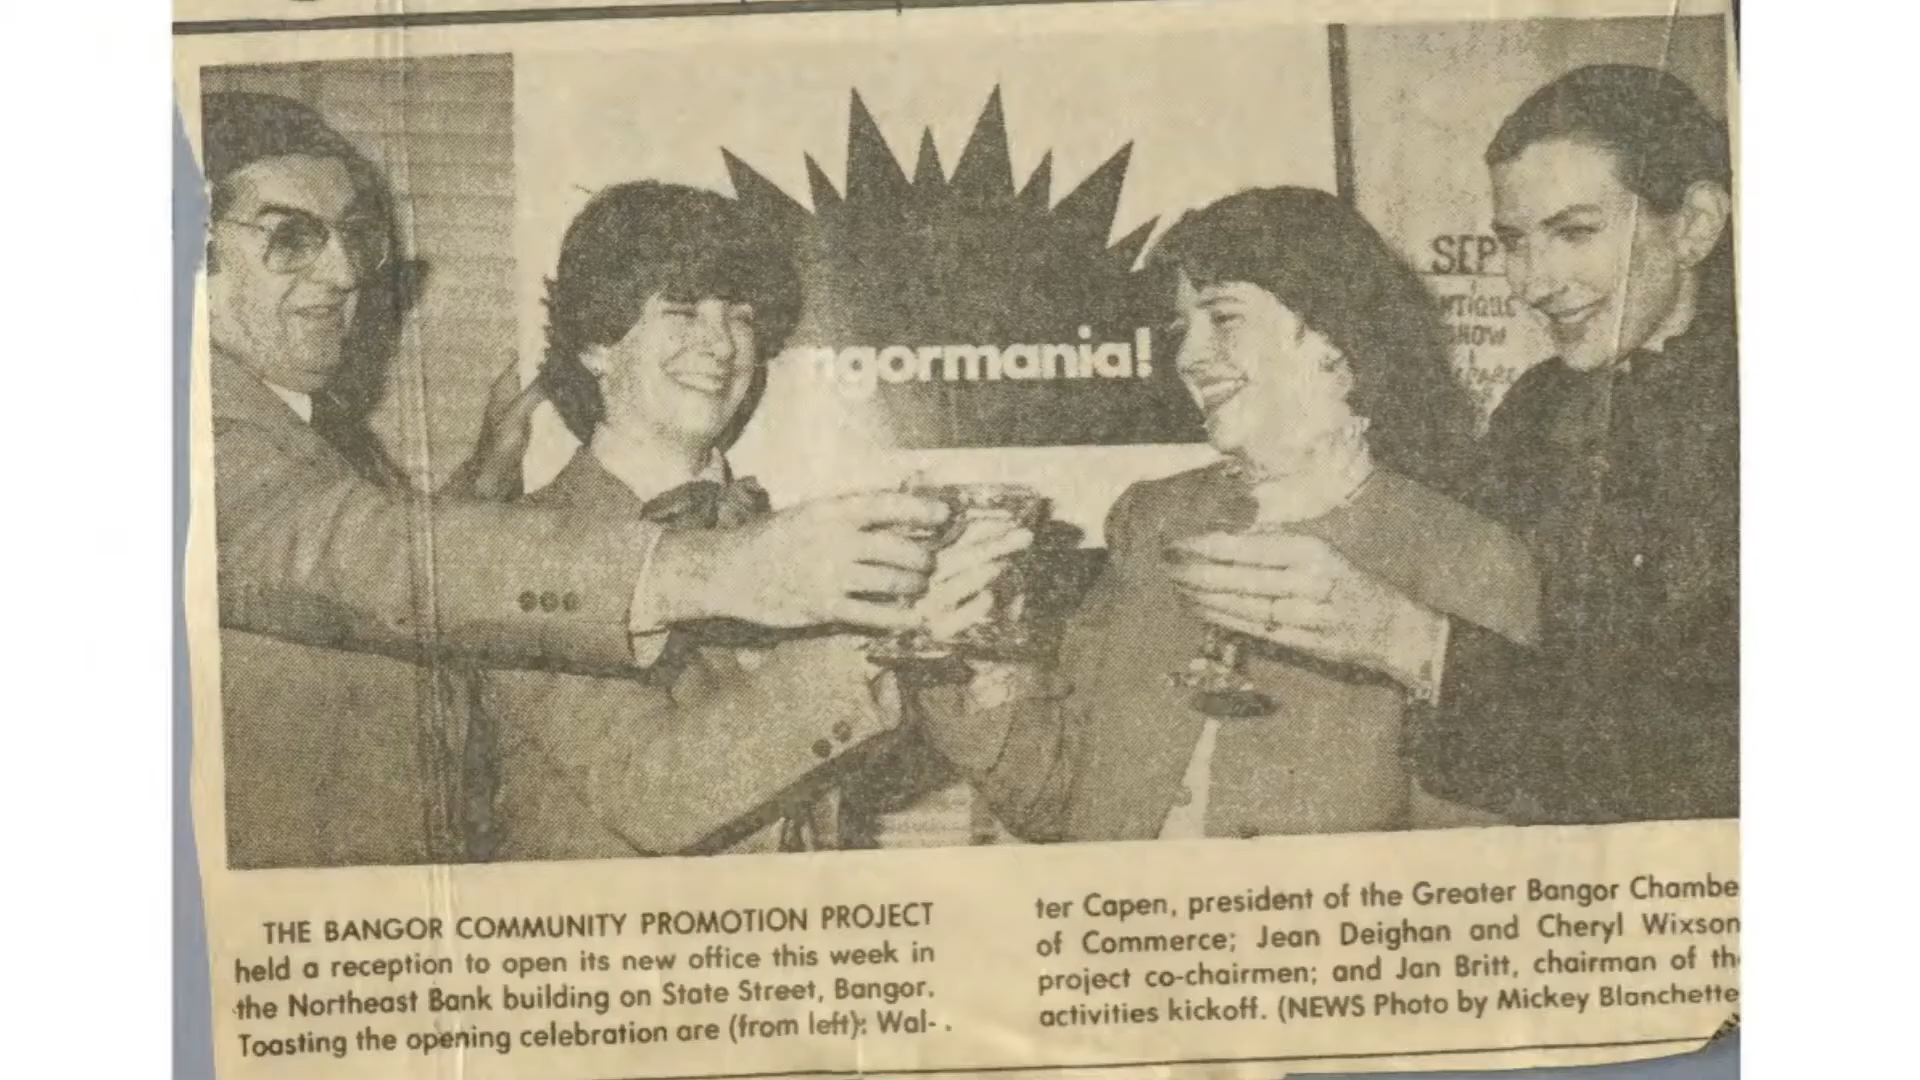 ngormania!
SEPT
SHOW
THE BANGOR COMMUNITY PROMOTION PROJECT
held a reception to open its new office this week in
the Northeast Bank building on State Street, Bangor.
Toasting the opening celebration are (from left): Wal-
ter Capen, president of the Greater Bangor Chambe
of Commerce; Jean Deighan and Cheryl Wixson
project co-chairmen; and Jan Britt, chairman of th
activities kickoff. (NEWS Photo by Mickey Blanchette